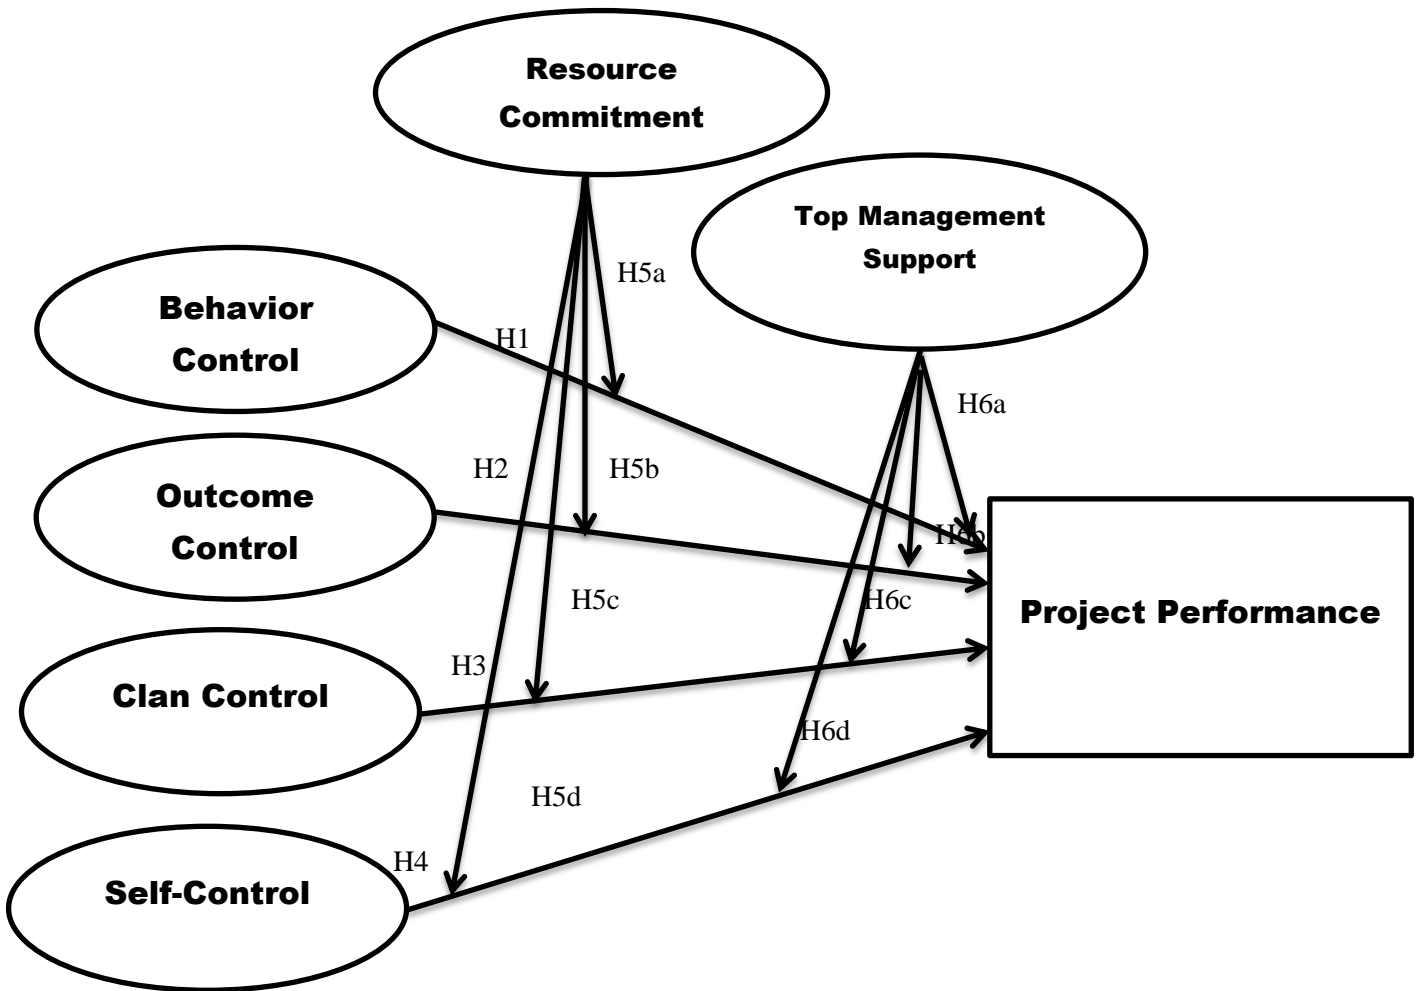 Resource
Commitment
Top Management
Support
H5a
Behavior
Control
H1
H6a
H2
H5b
Outcome
Control
H6b
H5c
H6c
Project Performance
H3
Clan Control
H6d
H5d
H4
Self-Control